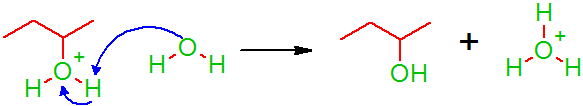 H O + H
H O H
OH
+
H
H O + H